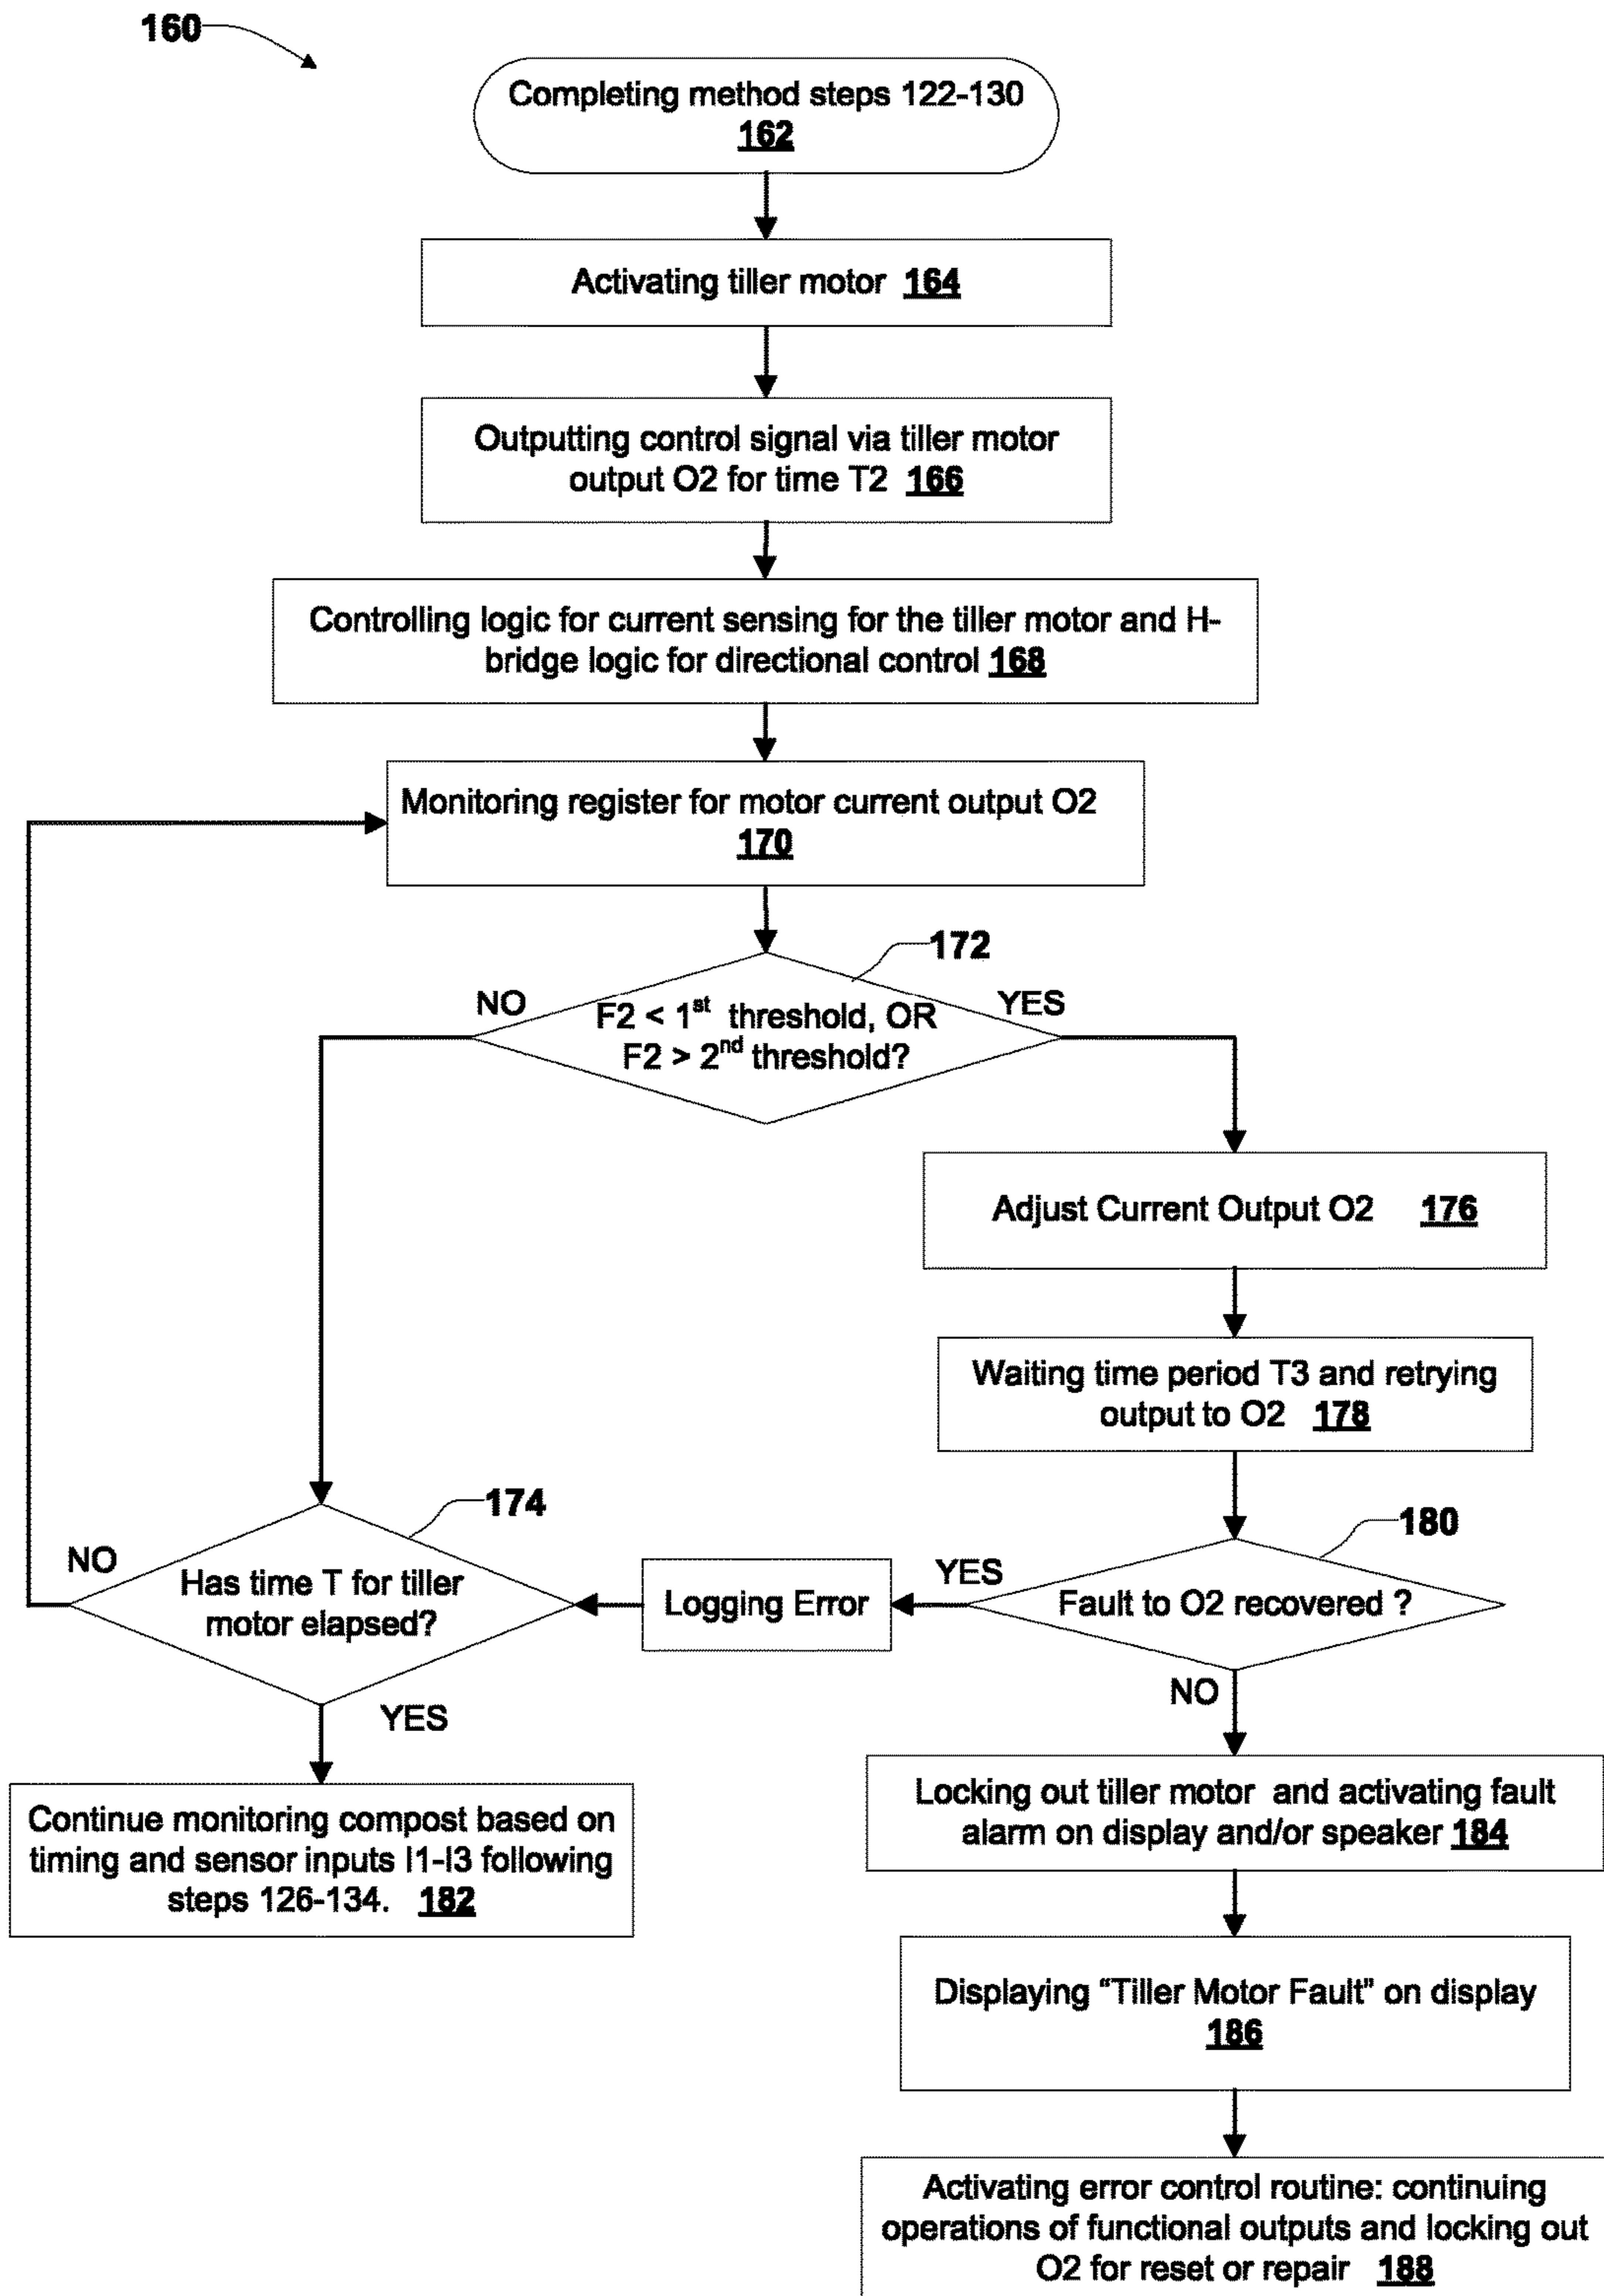 160
Completing method steps 122-130
162
Activating tiller motor 164
Outputting control signal via tiller motor
output O2 for time T2 166
Controlling logic for current sensing for the tiller motor and H-
bridge logic for directional control 168
Monitoring register for motor current output O2
170
172
NO
YES
F2 < 1st threshold, OR
F2 > 2nd threshold?
Adjust Current Output O2 176
Waiting time period T3 and retrying
output to O2 178
174
180
NO
Has time T for tiller
motor elapsed?
Logging Error
YES
Fault to O2 recovered ?
NO
YES
Locking out tiller motor and activating fault
alarm on display and/or speaker 184
Continue monitoring compost based on
timing and sensor inputs I1-I3 following
steps 126-134. 182
Displaying “Tiller Motor Fault” on display
186
Activating error control routine: continuing
operations of functional outputs and locking out
O2 for reset or repair 188